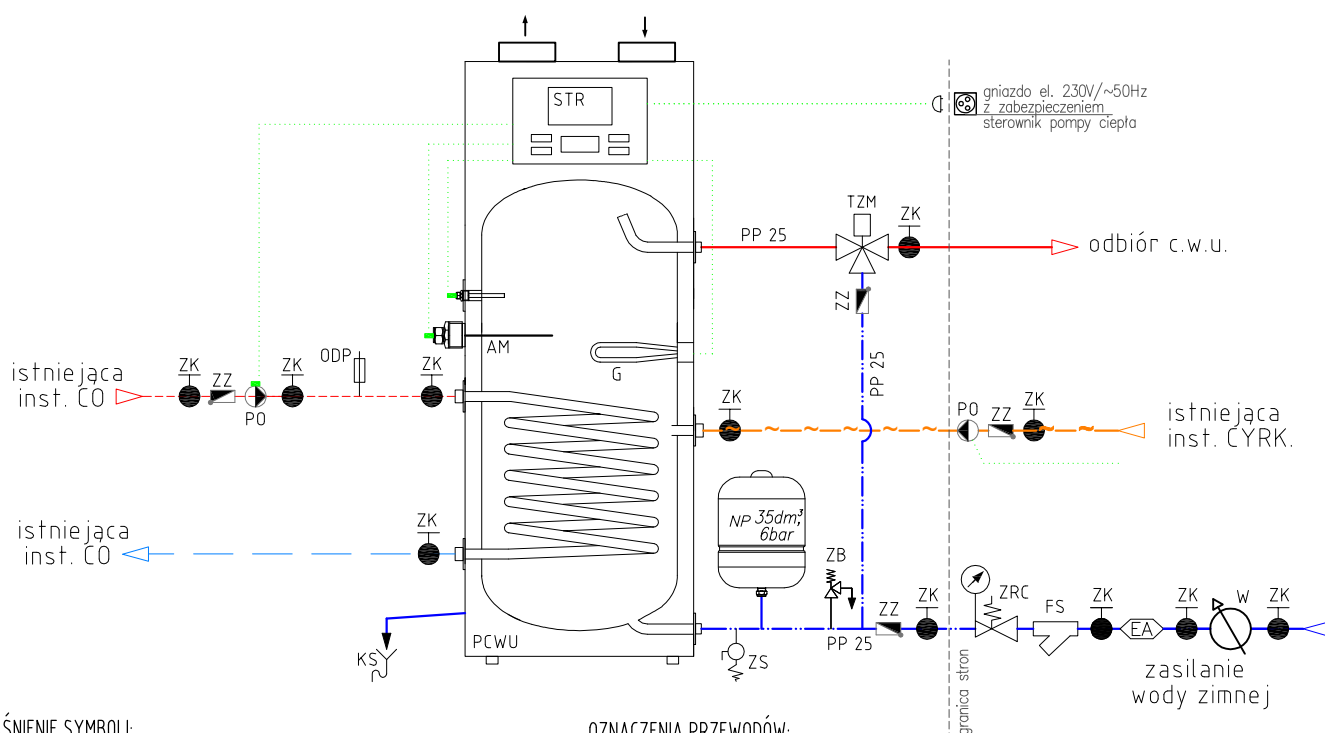 STR
gniazdo el. 230V/~50Hz
z zabezpieczeniem
sterownik pompy ciepła
TZM
ZK
PP 25
odbiór c.w.u.
ZZ
AM
G
PP 25
ODP
ZK
ZZ
ZK
ZK
PO
istniejąca
inst. CO
ZK
PO
ZZ
ZK
istniejąca
inst. CYRK.
istniejąca
inst. CO
ZK
NP 35dm³,
6bar
ZB
ZZ
ZK
PP 25
ZRC
FS
ZK
EA
ZK
W
ZK
zasilanie
wody zimnej
PCWU
KS
ZS
granica stron
ŚNIENIE SYMBOLI:
OZNACZENIA PRZEWODÓW: